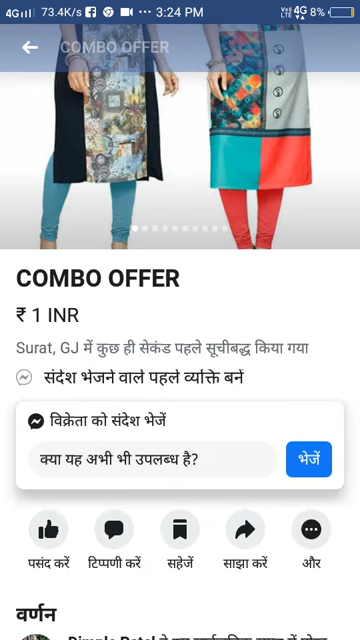 4G 73.4K/s 3:24 PM VoLTE 4G 8%
COMBO OFFER
COMBO OFFER
₹ 1 INR
Surat, GJ में कुछ ही सेकंड पहले सूचीबद्ध किया गया
संदेश भेजने वाले पहले व्यक्ति बनें
विक्रेता को संदेश भेजें
क्या यह अभी भी उपलब्ध है? भेजें
पसंद करें टिप्पणी करें सहेजें साझा करें और
वर्णन